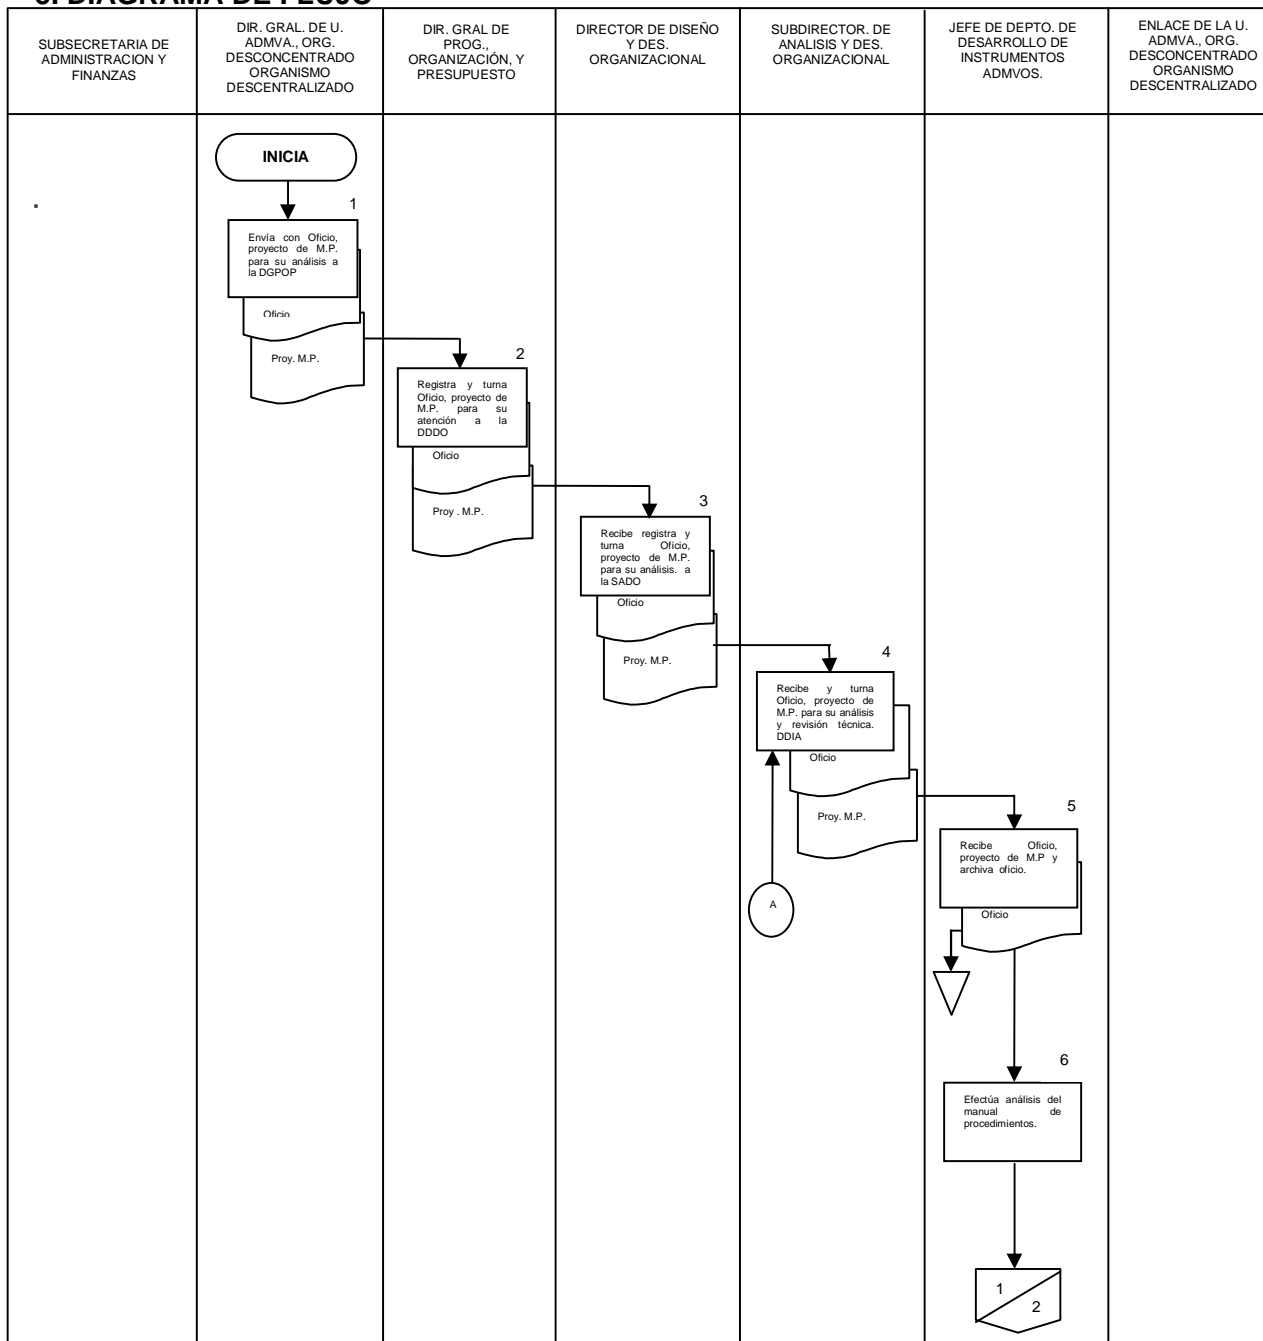 5. DIAGRAMA DE FLUJO
SUBSECRETARIA DE
ADMINISTRACION Y
FINANZAS
DIR. GRAL. DE U.
ADMVA., ORG.
DESCONCENTRADO
ORGANISMO
DESCENTRALIZADO
DIR. GRAL DE
PROG.,
ORGANIZACIÓN, Y
PRESUPUESTO
DIRECTOR DE DISEÑO
Y DES.
ORGANIZACIONAL
SUBDIRECTOR. DE
ANALISIS Y DES.
ORGANIZACIONAL
JEFE DE DEPTO. DE
DESARROLLO DE
INSTRUMENTOS
ADMVOS.
ENLACE DE LA U.
ADMVA., ORG.
DESCONCENTRADO
ORGANISMO
DESCENTRALIZADO
INICIA
1
Envía con Oficio,
proyecto de M.P.
para su análisis a
la DGPOP
Oficio
Proy. M.P.
2
Registra y turna
Oficio, proyecto de
M.P. para su
atención a la
DDDO
Oficio
Proy . M.P.
3
Recibe registra y
turna Oficio,
proyecto de M.P.
para su análisis. a
la SADO
Oficio
Proy. M.P.
4
Recibe y turna
Oficio, proyecto de
M.P. para su análisis
y revisión técnica.
DDIA
Oficio
Proy. M.P.
A
5
Recibe Oficio,
proyecto de M.P y
archiva oficio.
Oficio
6
Efectúa análisis del
manual de
procedimientos.
1
2